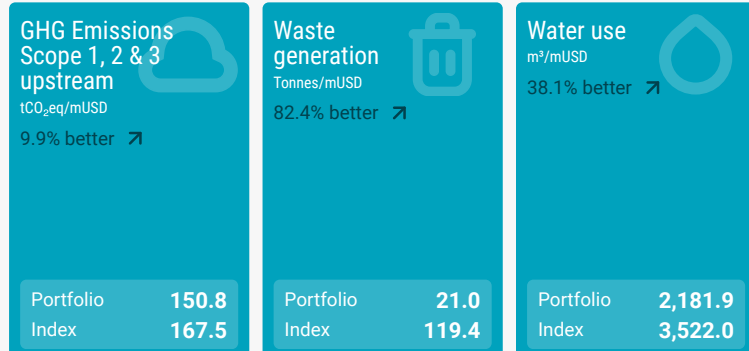 GHG Emissions
Scope 1, 2 & 3
upstream
tCO₂eq/mUSD
9.9% better
Portfolio 150.8
Index 167.5
Waste
generation
Tonnes/mUSD
82.4% better
Portfolio 21.0
Index 119.4
Water use
m³/mUSD
38.1% better
Portfolio 2,181.9
Index 3,522.0